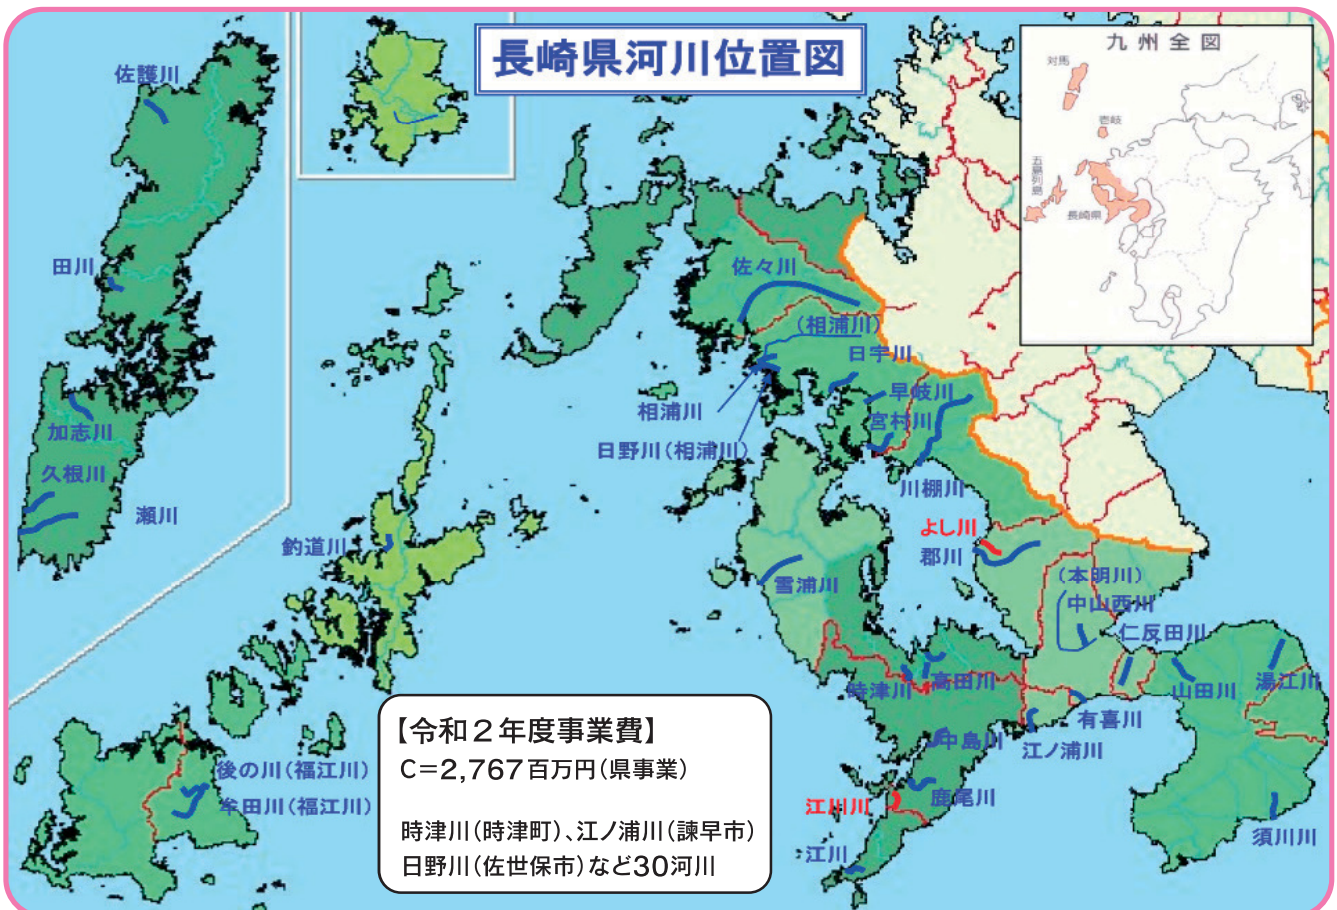 長崎県河川位置図
九州全図
対馬
壱岐
五島列島
長崎県
佐護川
田川
加志川
久根川
瀬川
佐々川
(相浦川)
日宇川
早岐川
宮村川
相浦川
日野川(相浦川)
川棚川
よし川
郡川
釣道川
雪浦川
(本明川)
中山西川
仁反田川
山田川
湯江川
時津川
高田川
有喜川
江ノ浦川
中島川
江川川
鹿尾川
江川
須川川
後の川(福江川)
牟田川(福江川)
【令和2年度事業費】
C=2,767百万円(県事業)
時津川(時津町)、江ノ浦川(諫早市)
日野川(佐世保市)など30河川